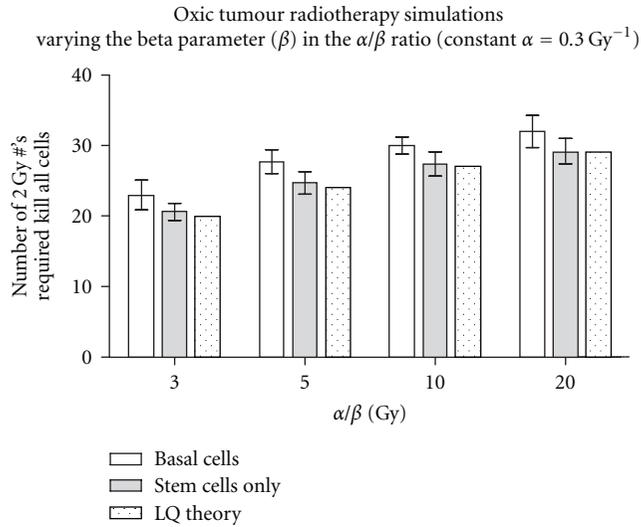 Oxic tumour radiotherapy simulations
varying the beta parameter (β) in the α/β ratio (constant α = 0.3 Gy⁻¹)
Number of 2 Gy #'s
required kill all cells
40
30
20
10
0
3 5 10 20
α/β (Gy)
Basal cells
Stem cells only
LQ theory